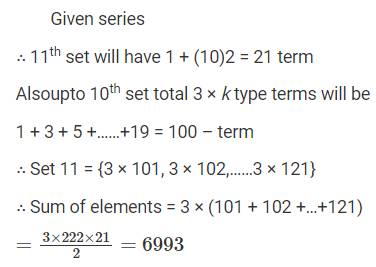 Given series
∴ 11th set will have 1 + (10)2 = 21 term
Alsoupto 10th set total 3 × k type terms will be
1 + 3 + 5 +......+19 = 100 – term
∴ Set 11 = {3 × 101, 3 × 102,......3 × 121}
∴ Sum of elements = 3 × (101 + 102 +...+121)
= 3×222×21/2 = 6993